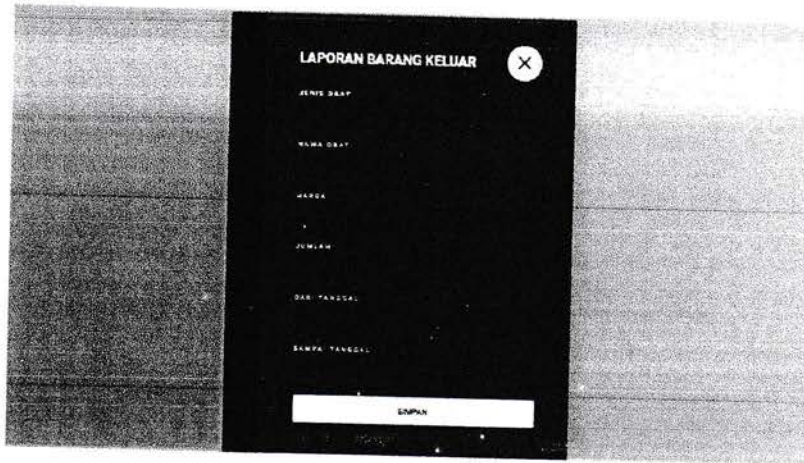 LAPORAN BARANG KELUAR
JENIS OBAT
NAMA OBAT
HARGA
JUMLAH
DARI TANGGAL
SAMPAI TANGGAL
SIMPAN